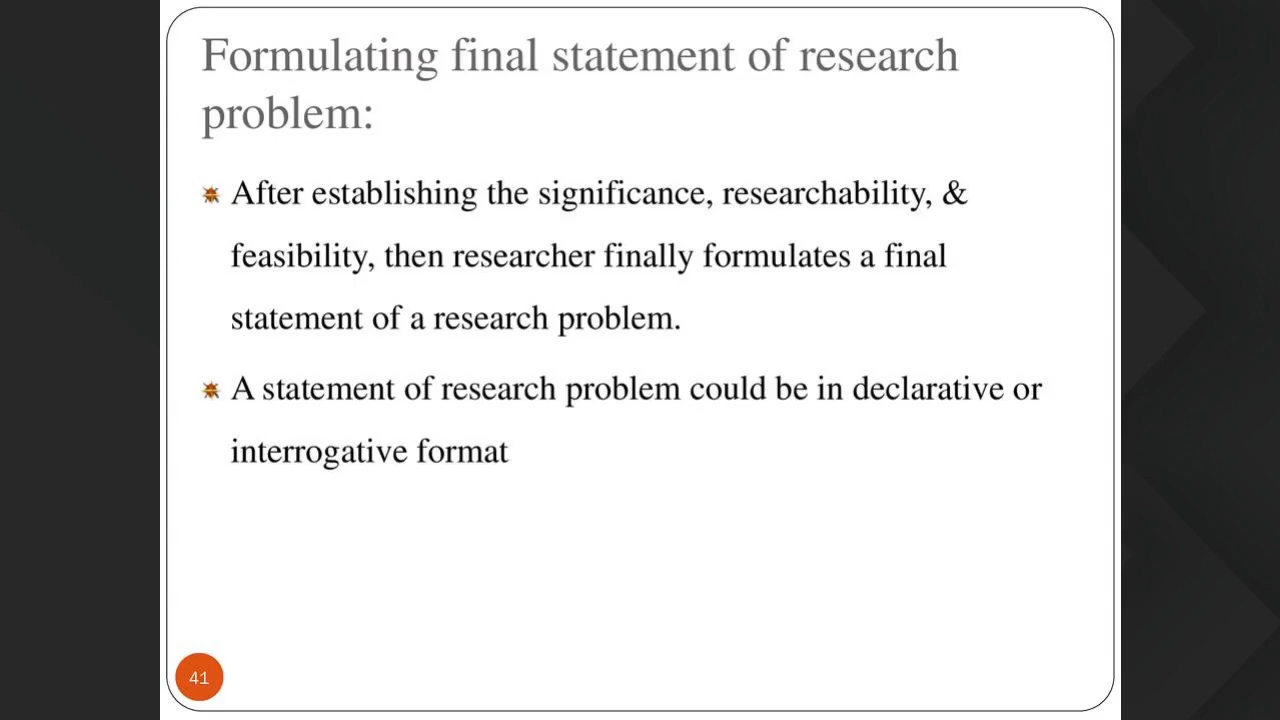 Formulating final statement of research
problem:
After establishing the significance, researchability, &
feasibility, then researcher finally formulates a final
statement of a research problem.
A statement of research problem could be in declarative or
interrogative format
41